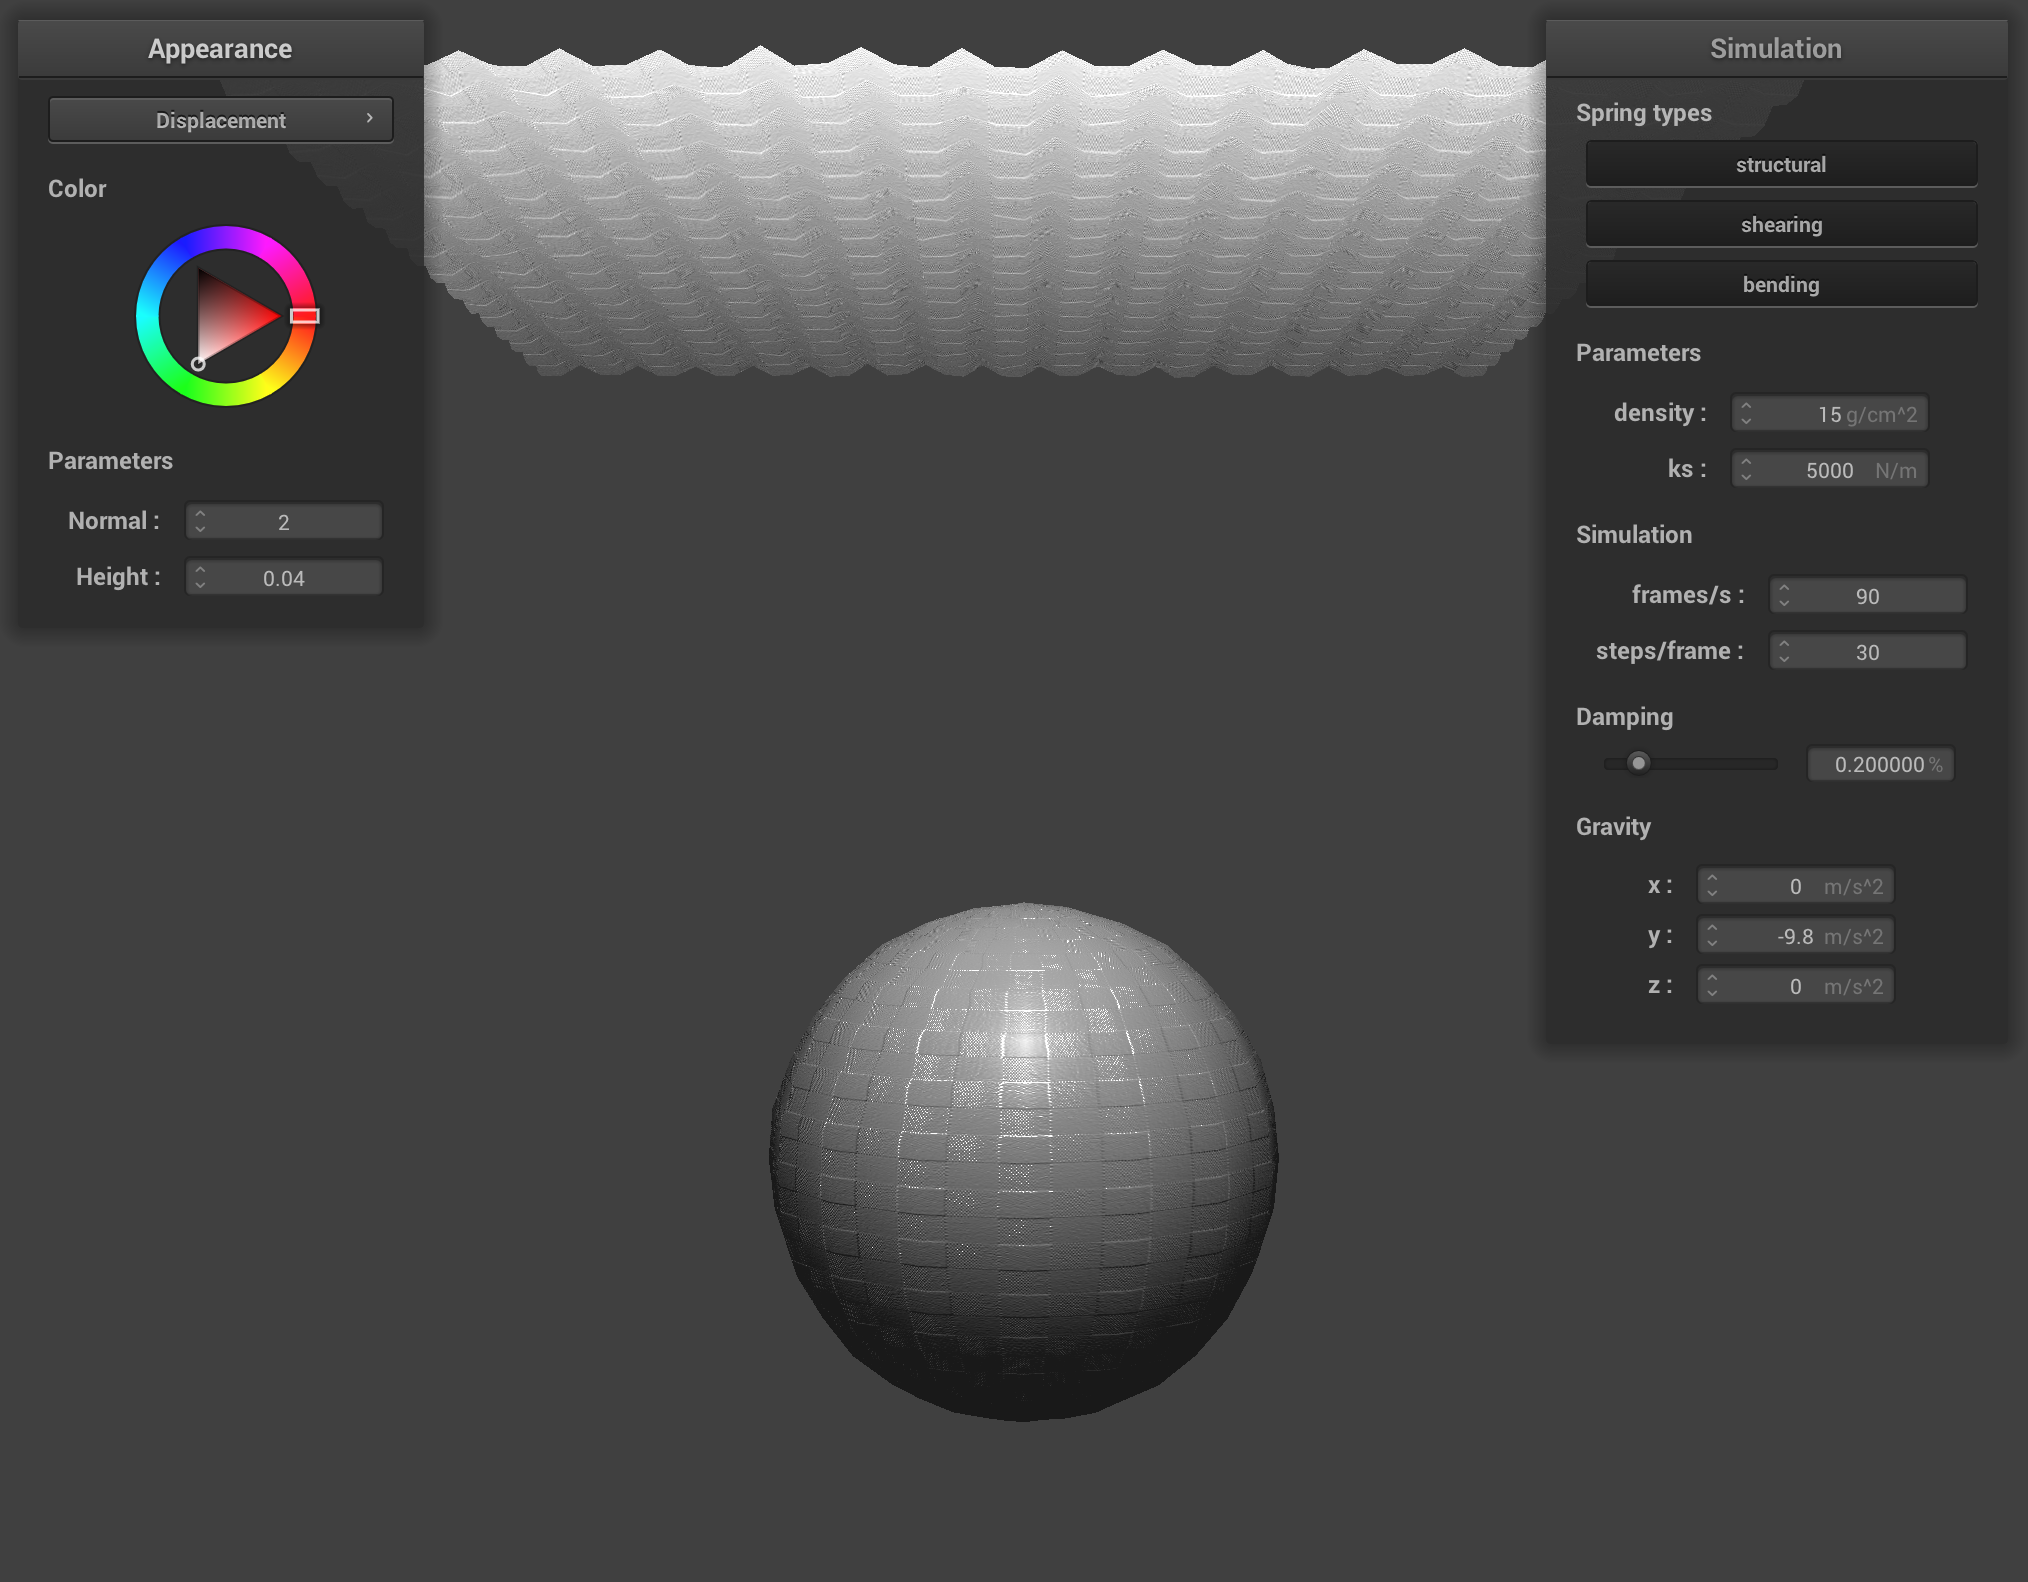 Appearance
Displacement
Color
Parameters
Normal : 2
Height : 0.04
Simulation
Spring types
structural
shearing
bending
Parameters
density : 15 g/cm^2
ks : 5000 N/m
Simulation
frames/s : 90
steps/frame : 30
Damping
0.200000 %
Gravity
x : 0 m/s^2
y : -9.8 m/s^2
z : 0 m/s^2